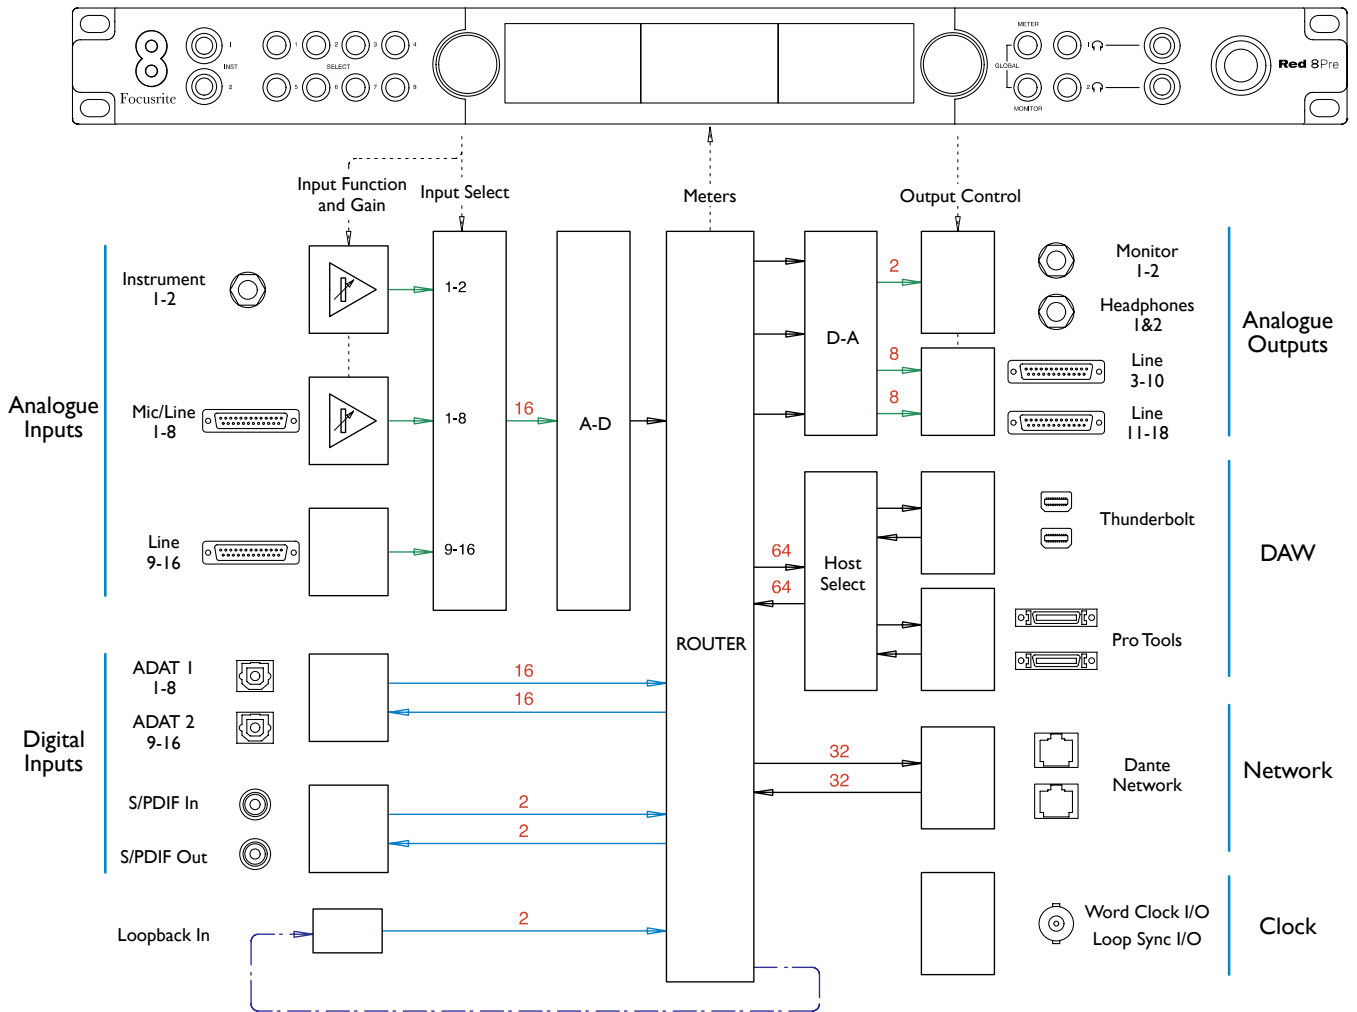 Focusrite
1
INST
2
1
2
3
4
SELECT
5
6
7
8
METER
GLOBAL
MONITOR
1
2
Red 8Pre
Input Function
and Gain
Input Select
Meters
Output Control
Analogue
Inputs
Instrument
1-2
Mic/Line
1-8
Line
9-16
1-2
1-8
9-16
16
A-D
ROUTER
D-A
2
8
8
Monitor
1-2
Headphones
1&2
Line
3-10
Line
11-18
Analogue
Outputs
64
64
Host
Select
Thunderbolt
Pro Tools
DAW
Digital
Inputs
ADAT 1
1-8
ADAT 2
9-16
16
16
S/PDIF In
S/PDIF Out
2
2
32
32
Dante
Network
Network
Loopback In
2
Word Clock I/O
Loop Sync I/O
Clock